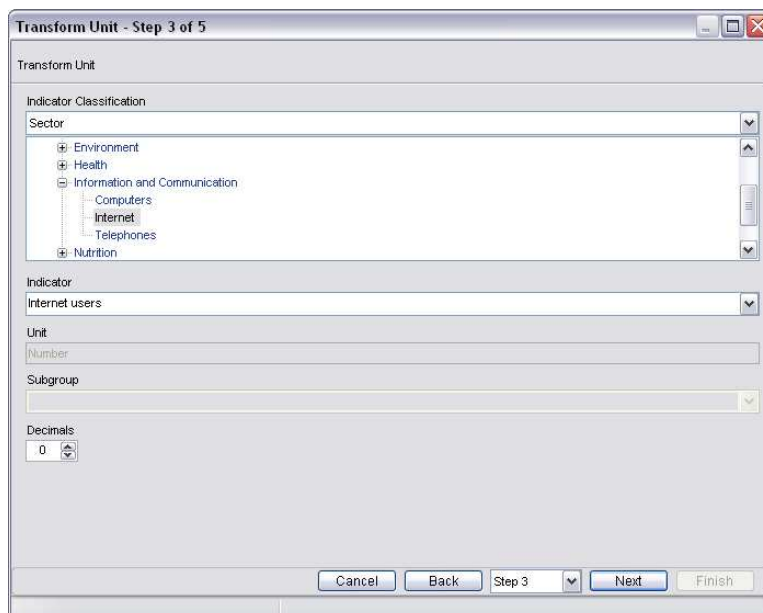 Transform Unit - Step 3 of 5
Transform Unit
Indicator Classification
Sector
Environment
Health
Information and Communication
Computers
Internet
Telephones
Nutrition
Indicator
Internet users
Unit
Number
Subgroup
Decimals
0
Cancel Back Step 3 Next Finish